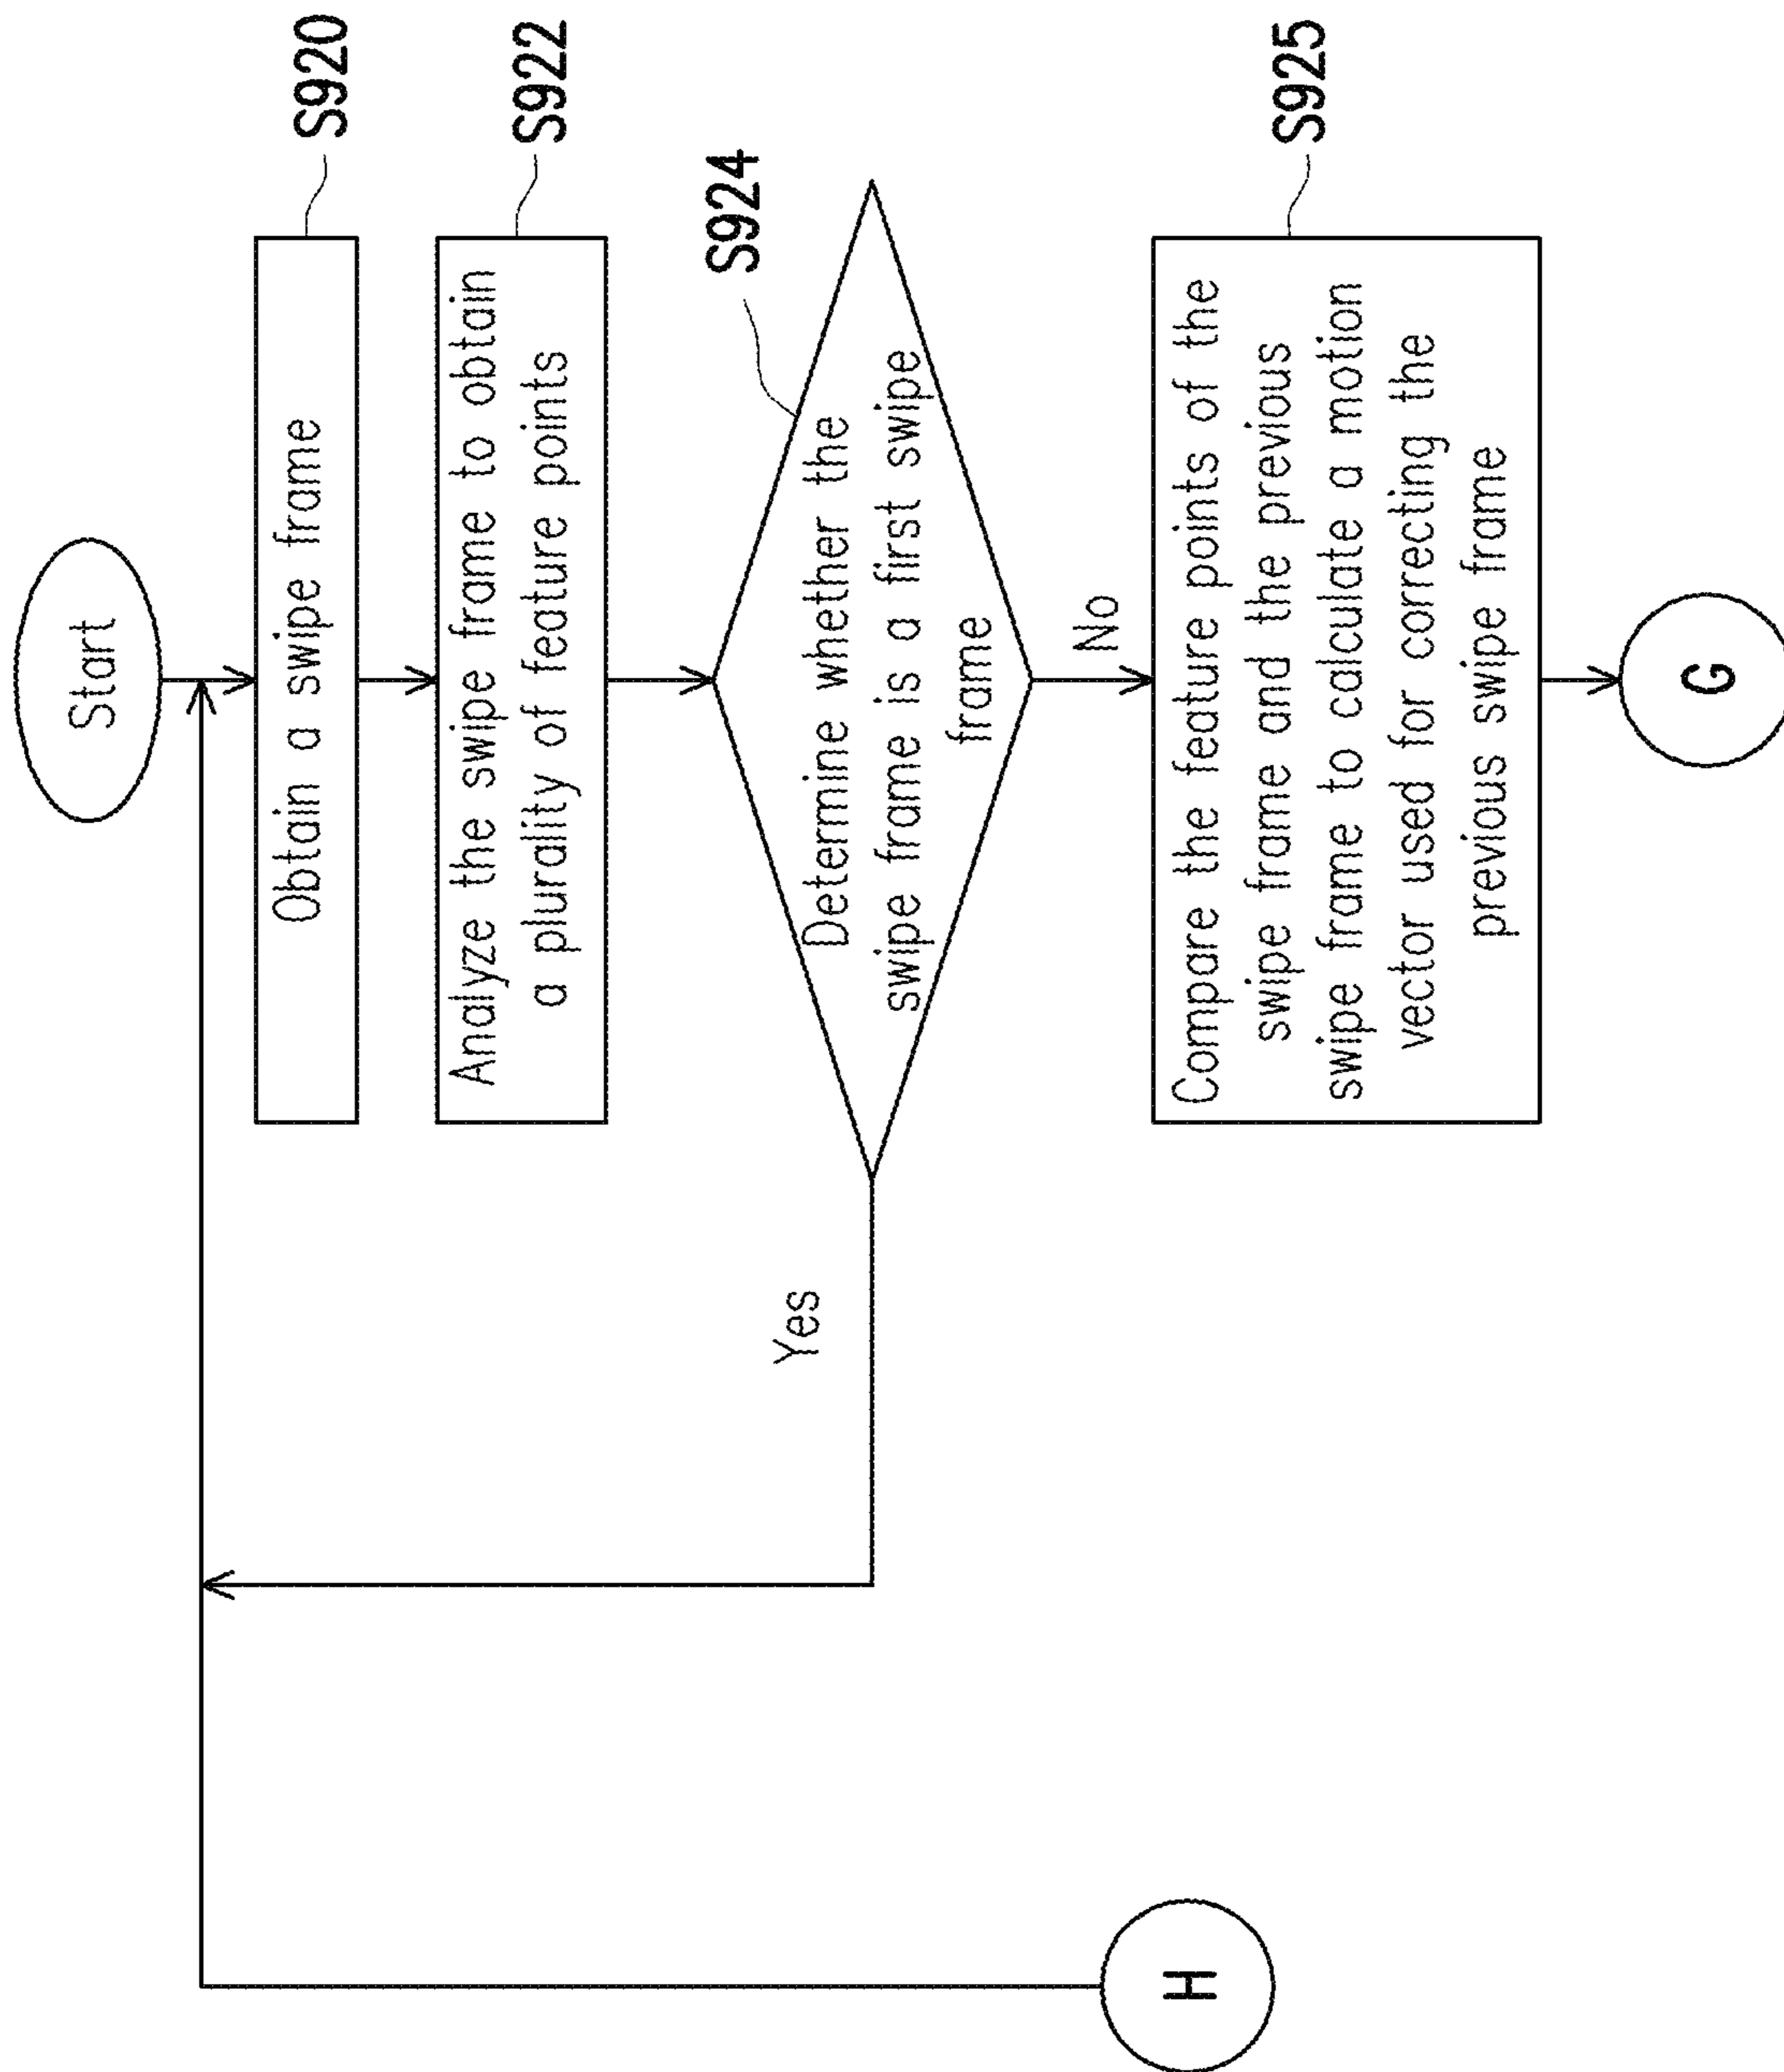 Start
Obtain a swipe frame
S920
Analyze the swipe frame to obtain
a plurality of feature points
S922
Determine whether the
swipe frame is a first swipe
frame
S924
Yes
No
Compare the feature points of the
swipe frame and the previous
swipe frame to calculate a motion
vector used for correcting the
previous swipe frame
S925
H
G